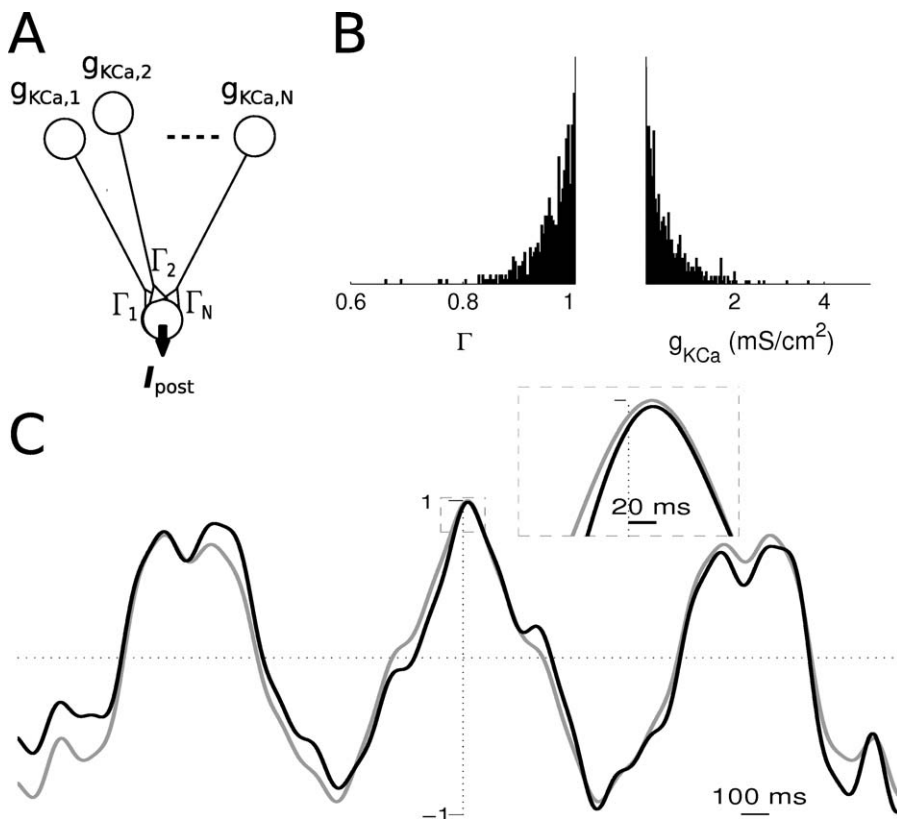 A
g_KCa,1
g_KCa,2
g_KCa,N
Γ_1
Γ_2
Γ_N
I_post
B
0.6 0.8 1
Γ
2 4
g_KCa (mS/cm²)
C
20 ms
1
-1
100 ms